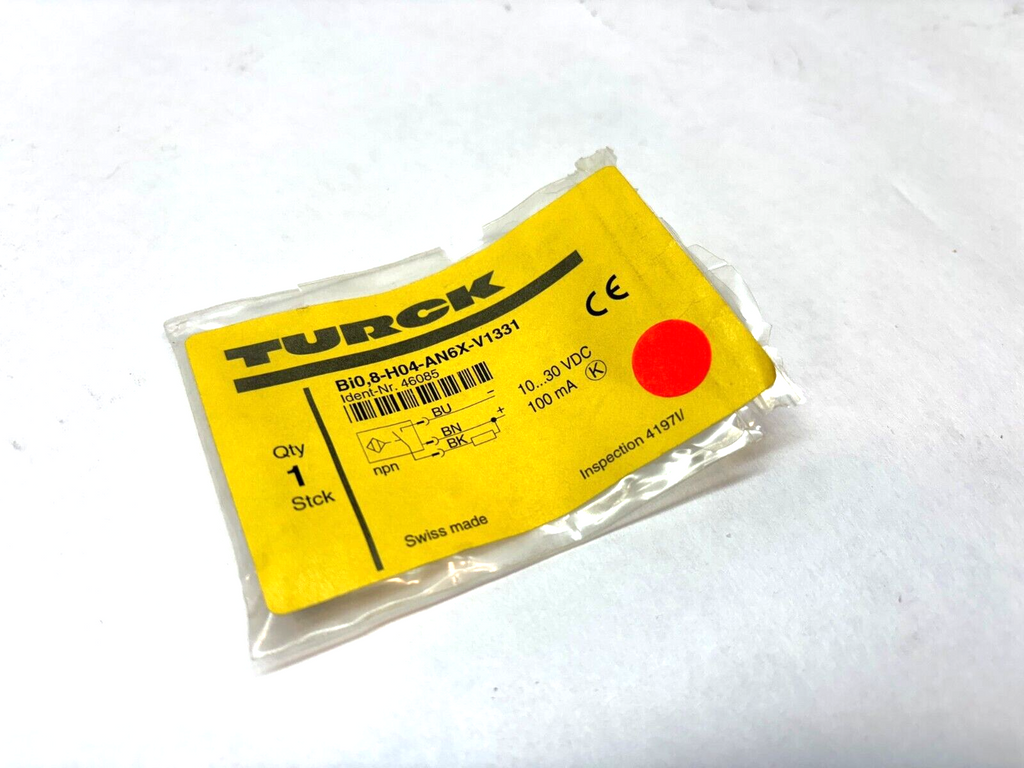 TURCK
CE
Bi0,8-H04-AN6X-V1331
Ident-Nr. 46085
10...30 VDC
100 mA K
BU -
BN +
BK
npn
Qty
1
Stck
Swiss made
Inspection 4197V/